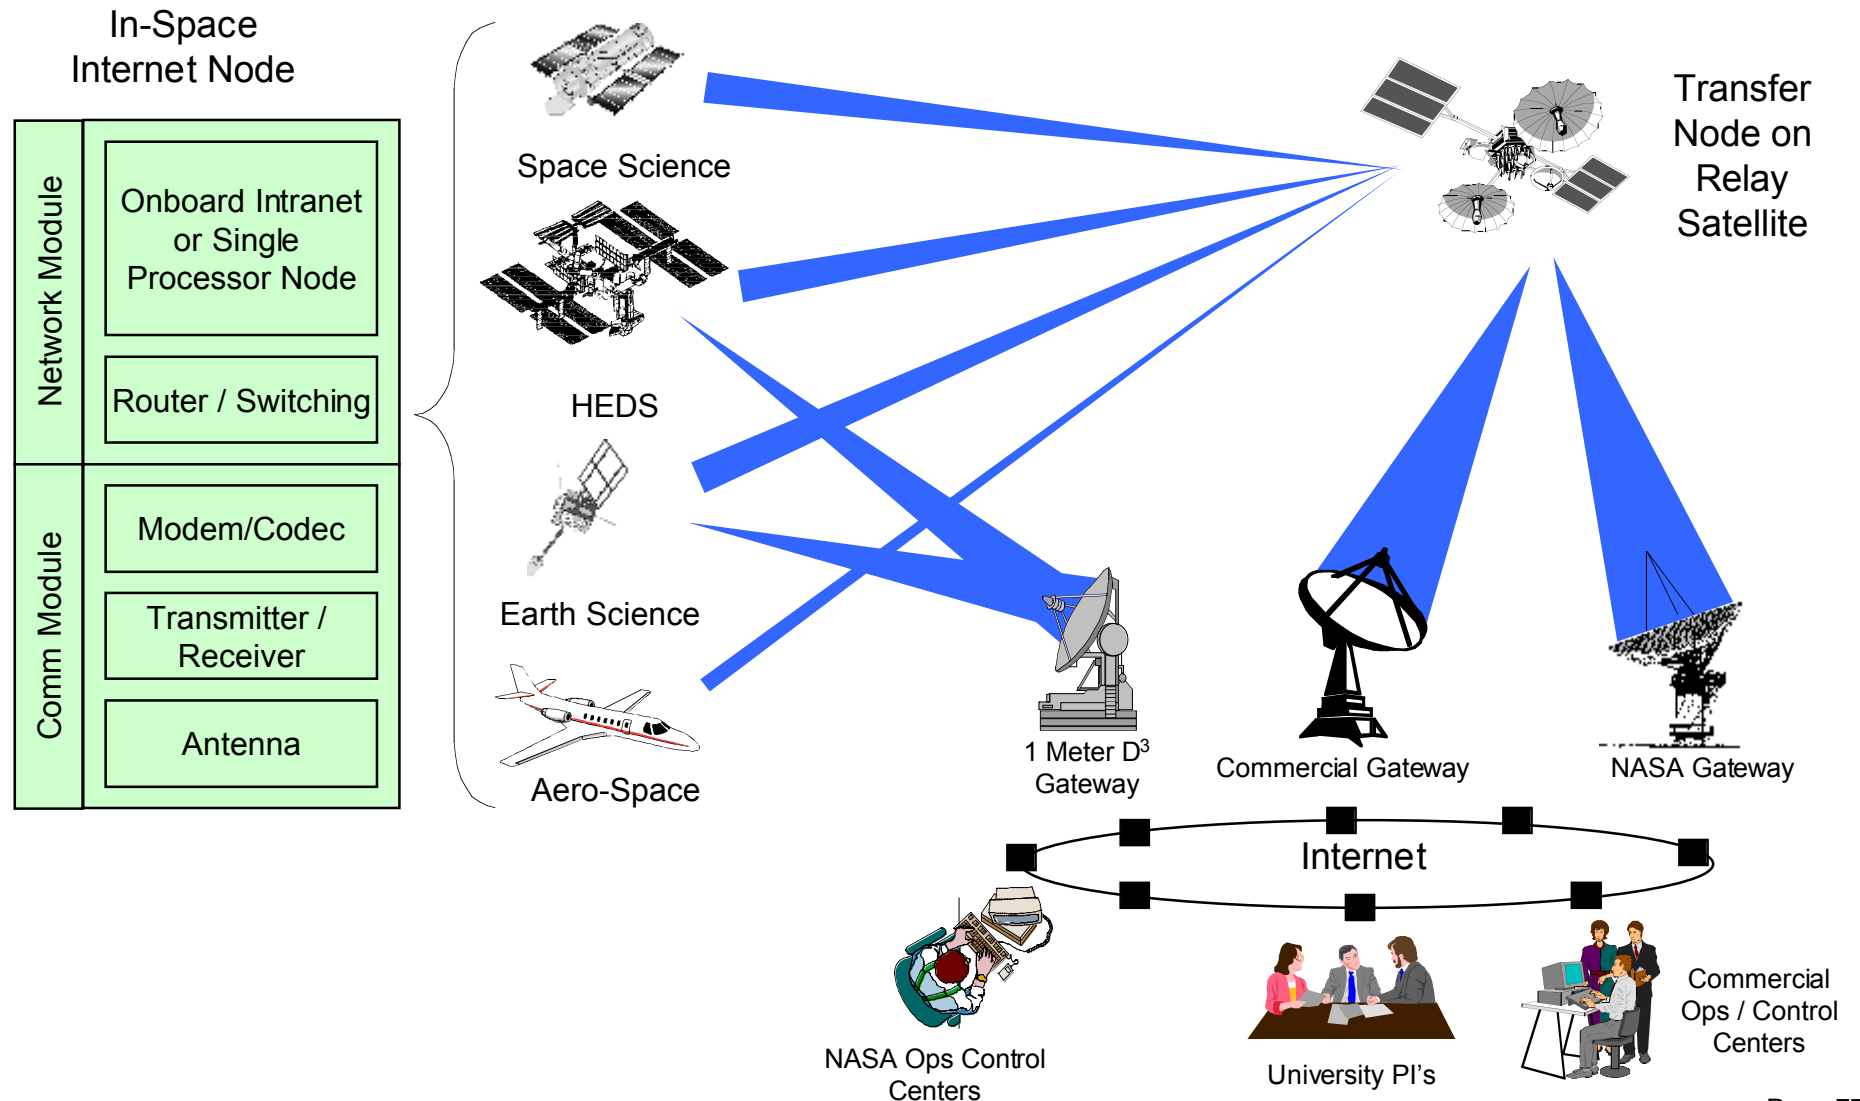 In-Space
Internet Node
Network Module
Onboard Intranet
or Single
Processor Node
Router / Switching
Comm Module
Modem/Codec
Transmitter /
Receiver
Antenna
Space Science
HEDS
Earth Science
Aero-Space
Transfer
Node on
Relay
Satellite
1 Meter D³
Gateway
Commercial Gateway
NASA Gateway
Internet
NASA Ops Control
Centers
University PI's
Commercial
Ops / Control
Centers